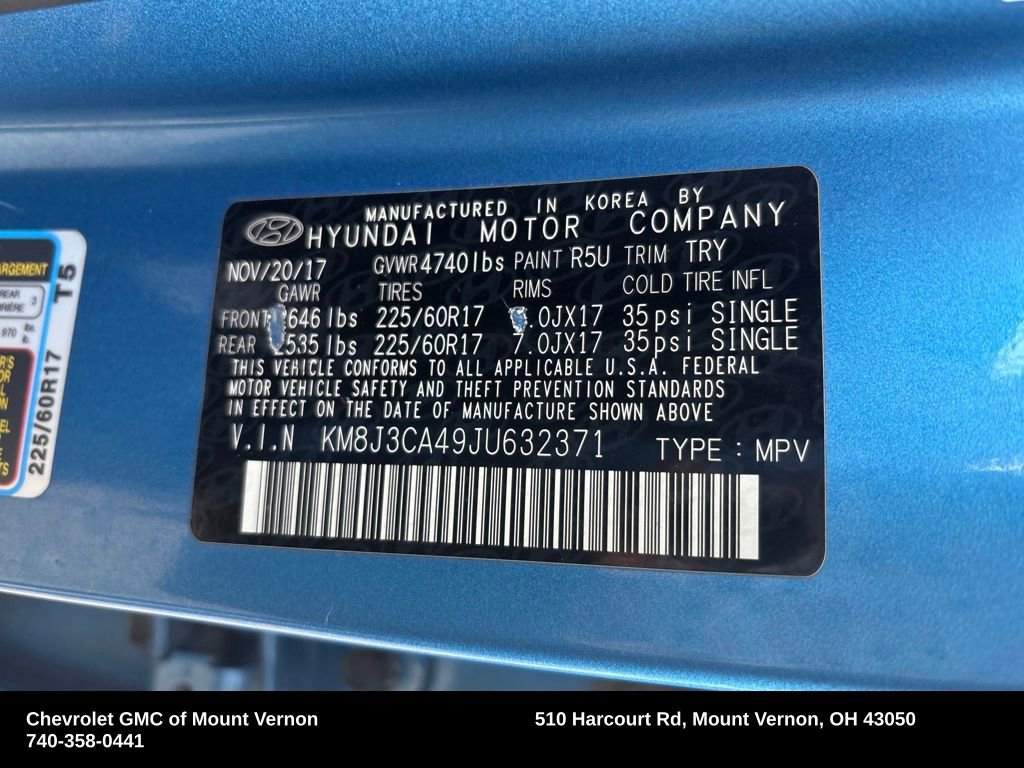 MANUFACTURED IN KOREA BY
HYUNDAI MOTOR COMPANY
NOV/20/17 GVWR 4740lbs PAINT R5U TRIM TRY
GAWR TIRES RIMS COLD TIRE INFL
FRONT 225/60R17 35psi SINGLE
REAR 225/60R17 7.0JX17 35psi SINGLE
THIS VEHICLE CONFORMS TO ALL APPLICABLE U.S.A. FEDERAL
MOTOR VEHICLE SAFETY AND THEFT PREVENTION STANDARDS
IN EFFECT ON THE DATE OF MANUFACTURE SHOWN ABOVE
V.I.N KM8J3CA49JU632371 TYPE : MPV
T5
225/60R17
REAR
3
970 lb.
Chevrolet GMC of Mount Vernon
740-358-0441
510 Harcourt Rd, Mount Vernon, OH 43050